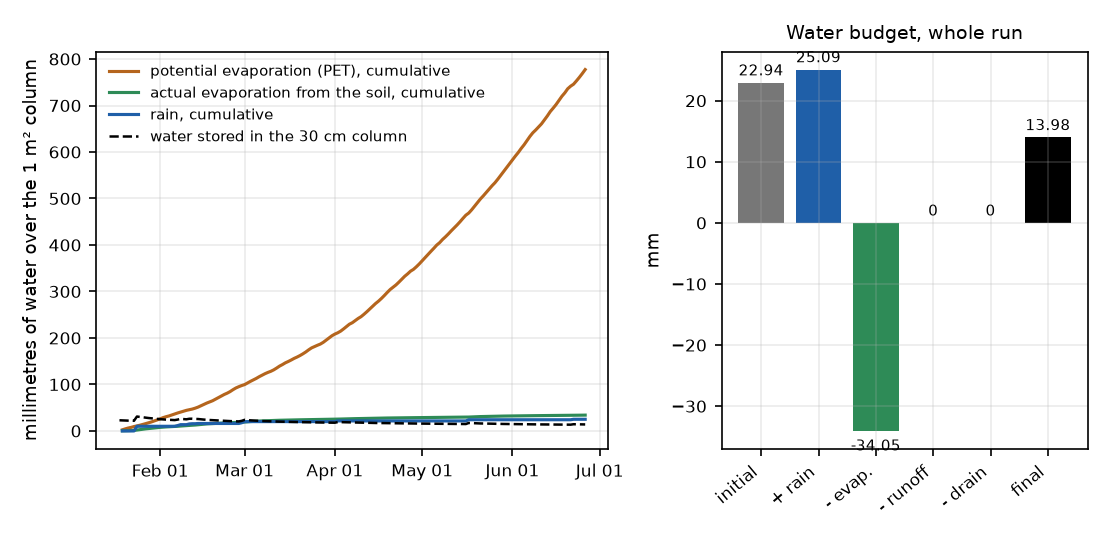 Water budget, whole run
millimetres of water over the 1 m² column
800
700
600
500
400
300
200
100
0
potential evaporation (PET), cumulative
actual evaporation from the soil, cumulative
rain, cumulative
water stored in the 30 cm column
Feb 01
Mar 01
Apr 01
May 01
Jun 01
Jul 01
mm
20
10
0
−10
−20
−30
22.94
25.09
-34.05
0
0
13.98
initial
+ rain
- evap.
- runoff
- drain
final